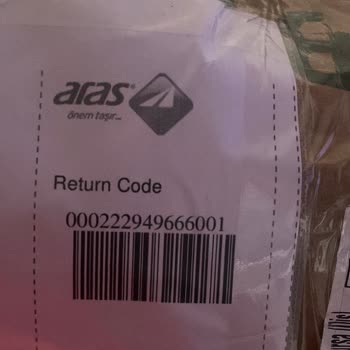 aras®
önem taşır...
Return Code
000222949666001